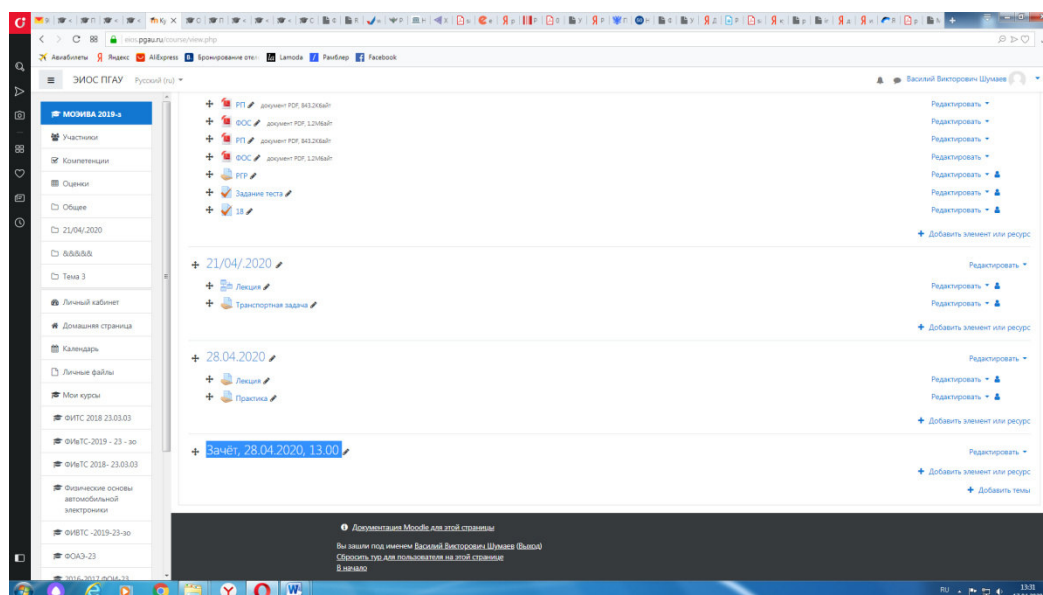 eios.pgau.ru/course/view.php
Авиабилеты Яндекс AliExpress Бронирование оте Lamoda Рамблер Facebook
ЭИОС ПГАУ Русский (ru) Василий Викторович Шумаев
МОЭИВА 2019-з
Участники
Компетенции
Оценки
Общее
21/04/.2020
&&&&&
Тема 3
Личный кабинет
Домашняя страница
Календарь
Личные файлы
Мои курсы
ФИТС 2018 23.03.03
ФИвТС-2019 - 23 - зо
ФИвТС 2018- 23.03.03
Физические основы
автомобильной
электроники
ФИВТС -2019-23-зо
ФОАЭ-23
РП документ PDF, 843.2Кбайт Редактировать
ФОС документ PDF, 1.2Мбайт Редактировать
РП документ PDF, 843.2Кбайт Редактировать
ФОС документ PDF, 1.2Мбайт Редактировать
РГР Редактировать
Задание теста Редактировать
18 Редактировать
Добавить элемент или ресурс
21/04/.2020 Редактировать
Лекция Редактировать
Транспортная задача Редактировать
Добавить элемент или ресурс
28.04.2020 Редактировать
Лекция Редактировать
Практика Редактировать
Добавить элемент или ресурс
Зачёт, 28.04.2020, 13.00 Редактировать
Добавить элемент или ресурс
Добавить темы
Документация Moodle для этой страницы
Вы зашли под именем Василий Викторович Шумаев (Выход)
Сбросить тур для пользователя на этой странице
В начало
RU 13:31